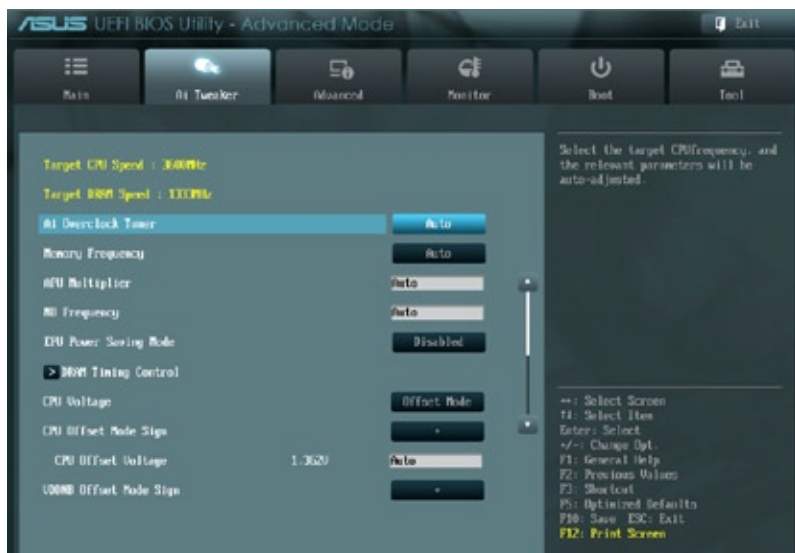 ASUS UEFI BIOS Utility - Advanced Mode
Exit
Main
Ai Tweaker
Advanced
Monitor
Boot
Tool
Target CPU Speed : 3600MHz
Target DRAM Speed : 1333MHz
Ai Overclock Tuner
Auto
Memory Frequency
Auto
APU Multiplier
Auto
NB Frequency
Auto
EPU Power Saving Mode
Disabled
> DRAM Timing Control
CPU Voltage
Offset Mode
CPU Offset Mode Sign
CPU Offset Voltage
1.362V
Auto
VDDNB Offset Mode Sign
Select the target CPUfrequency, and
the relevant parameters will be
auto-adjusted.
→←: Select Screen
↑↓: Select Item
Enter: Select
+/-: Change Opt.
F1: General Help
F2: Previous Values
F3: Shortcut
F5: Optimized Defaults
F10: Save ESC: Exit
F12: Print Screen